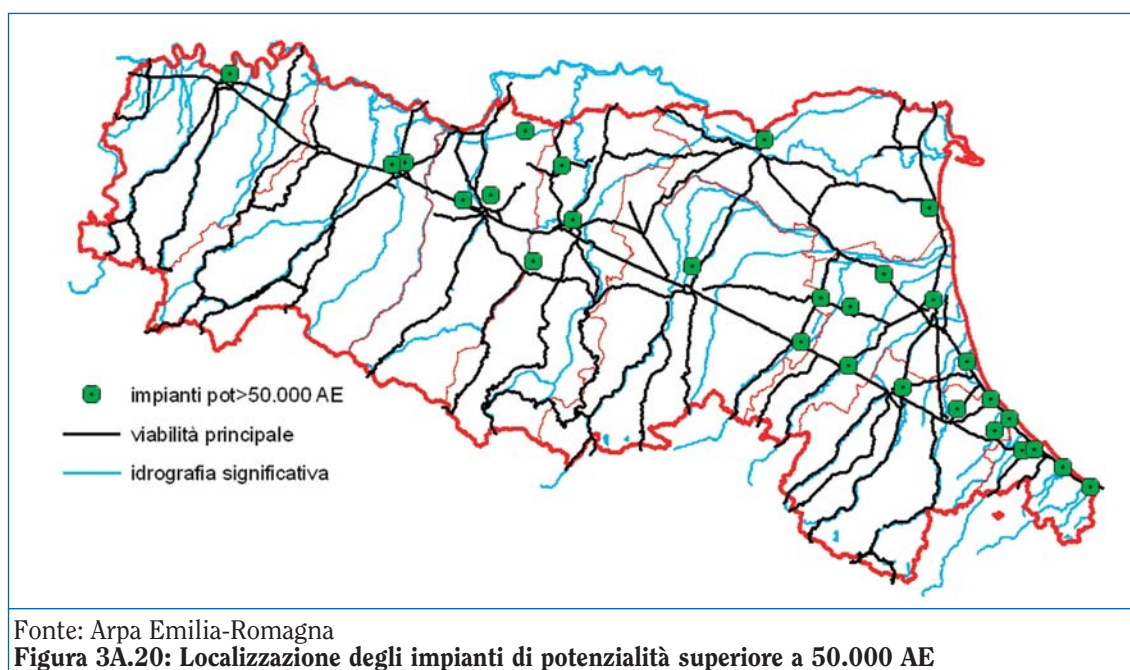 impianti pot>50.000 AE
viabilità principale
idrografia significativa
Fonte: Arpa Emilia-Romagna
Figura 3A.20: Localizzazione degli impianti di potenzialità superiore a 50.000 AE